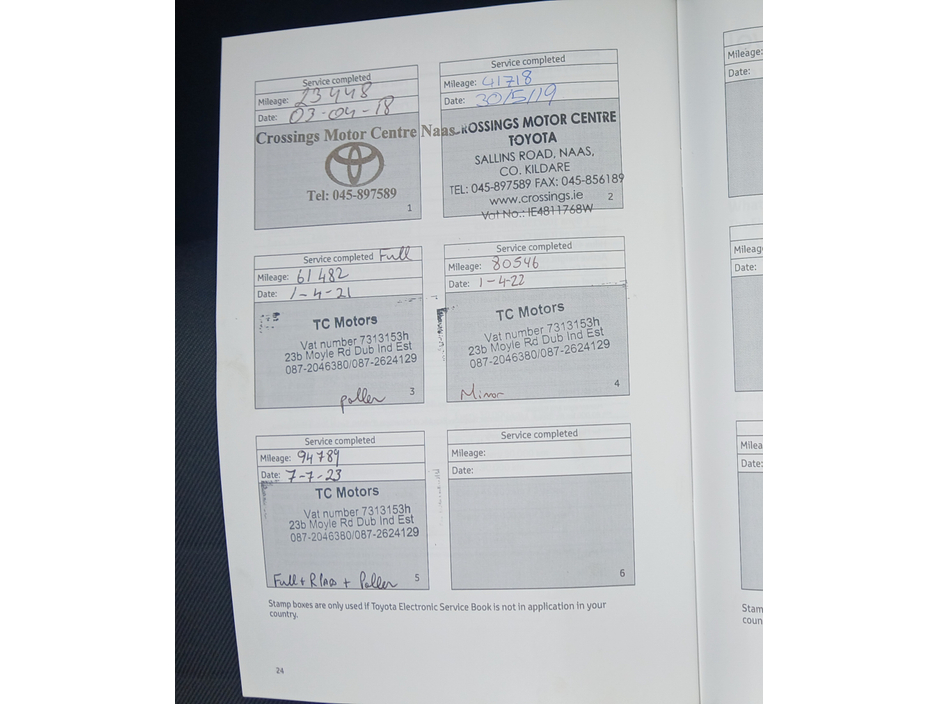 Service completed
Mileage: 23448
Date: 03-04-18
Crossings Motor Centre Naas
Tel: 045-897589
1
Service completed
Mileage: 41718
Date: 30/5/19
CROSSINGS MOTOR CENTRE
TOYOTA
SALLINS ROAD, NAAS,
CO. KILDARE
TEL: 045-897589 FAX: 045-856189
www.crossings.ie
2
Vat No.: IE4811768W
Service completed Full
Mileage: 61482
Date: 1-4-21
TC Motors
Vat number 7313153h
23b Moyle Rd Dub Ind Est
087-2046380/087-2624129
pollen
3
Service completed
Mileage: 80546
Date: 1-4-22
TC Motors
Vat number 7313153h
23b Moyle Rd Dub Ind Est
087-2046380/087-2624129
Minor
4
Service completed
Mileage: 94789
Date: 7-7-23
TC Motors
Vat number 7313153h
23b Moyle Rd Dub Ind Est
087-2046380/087-2624129
Full + + Pollen
5
Service completed
Mileage:
Date:
6
Stamp boxes are only used if Toyota Electronic Service Book is not in application in your
country.
24
Mileage:
Date:
Mileag
Date:
Milea
Date:
Stam
coun